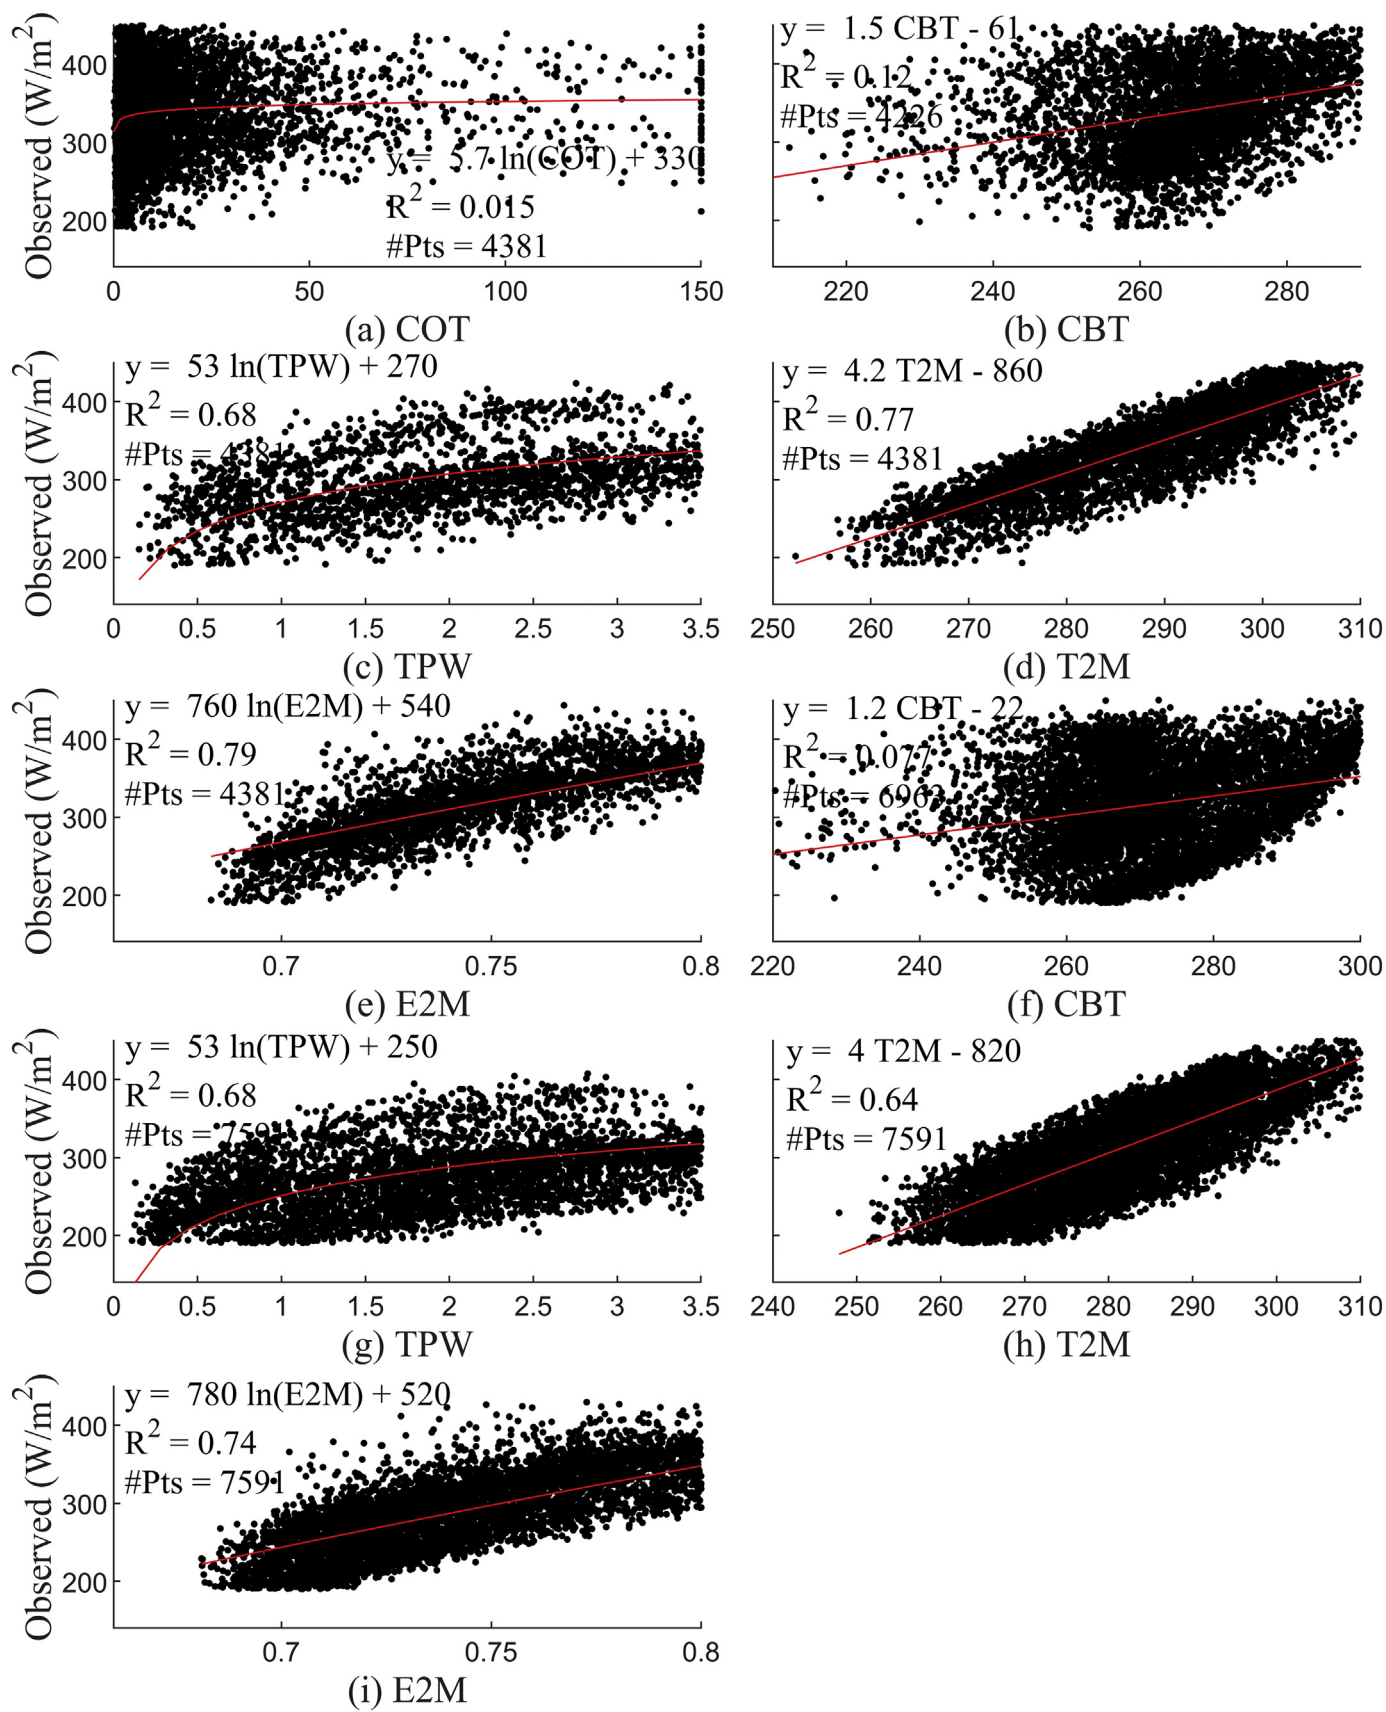 Observed (W/m2)
400
300
200
y = 5.7 ln(COT) + 330
R2 = 0.015
#Pts = 4381
0 50 100 150
(a) COT
y = 1.5 CBT - 61
R2 = 0.12
#Pts = 4226
220 240 260 280
(b) CBT
Observed (W/m2)
400
300
200
y = 53 ln(TPW) + 270
R2 = 0.68
#Pts = 4381
0 0.5 1 1.5 2 2.5 3 3.5
(c) TPW
y = 4.2 T2M - 860
R2 = 0.77
#Pts = 4381
250 260 270 280 290 300 310
(d) T2M
Observed (W/m2)
400
300
200
y = 760 ln(E2M) + 540
R2 = 0.79
#Pts = 4381
0.7 0.75 0.8
(e) E2M
y = 1.2 CBT - 22
R2 = 0.077
#Pts =
220 240 260 280 300
(f) CBT
Observed (W/m2)
400
300
200
y = 53 ln(TPW) + 250
R2 = 0.68
#Pts = 7591
0 0.5 1 1.5 2 2.5 3 3.5
(g) TPW
y = 4 T2M - 820
R2 = 0.64
#Pts = 7591
240 250 260 270 280 290 300 310
(h) T2M
Observed (W/m2)
400
300
200
y = 780 ln(E2M) + 520
R2 = 0.74
#Pts = 7591
0.7 0.75 0.8
(i) E2M